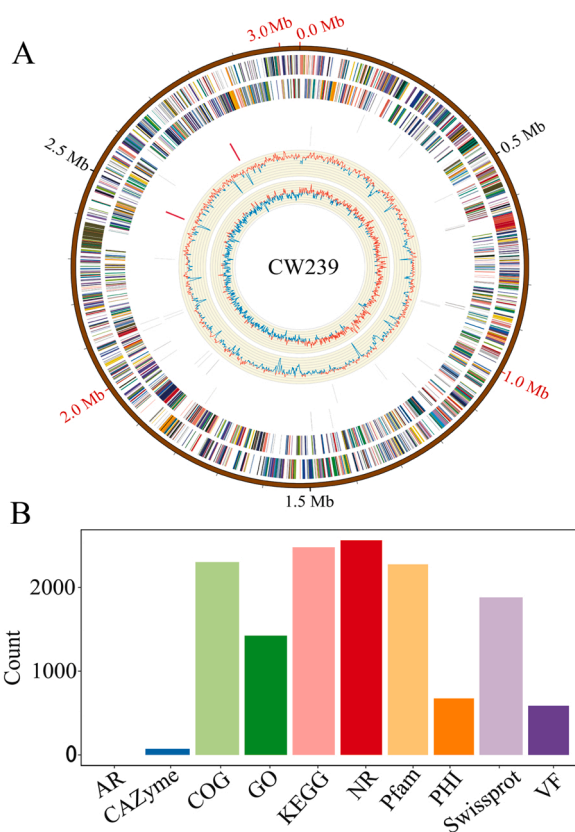 A
3.0 Mb
0.0 Mb
0.5 Mb
2.5 Mb
CW239
1.0 Mb
2.0 Mb
1.5 Mb
B
Count
2000
1000
0
AR
CAZyme
COG
GO
KEGG
NR
Pfam
PHI
Swissprot
VF